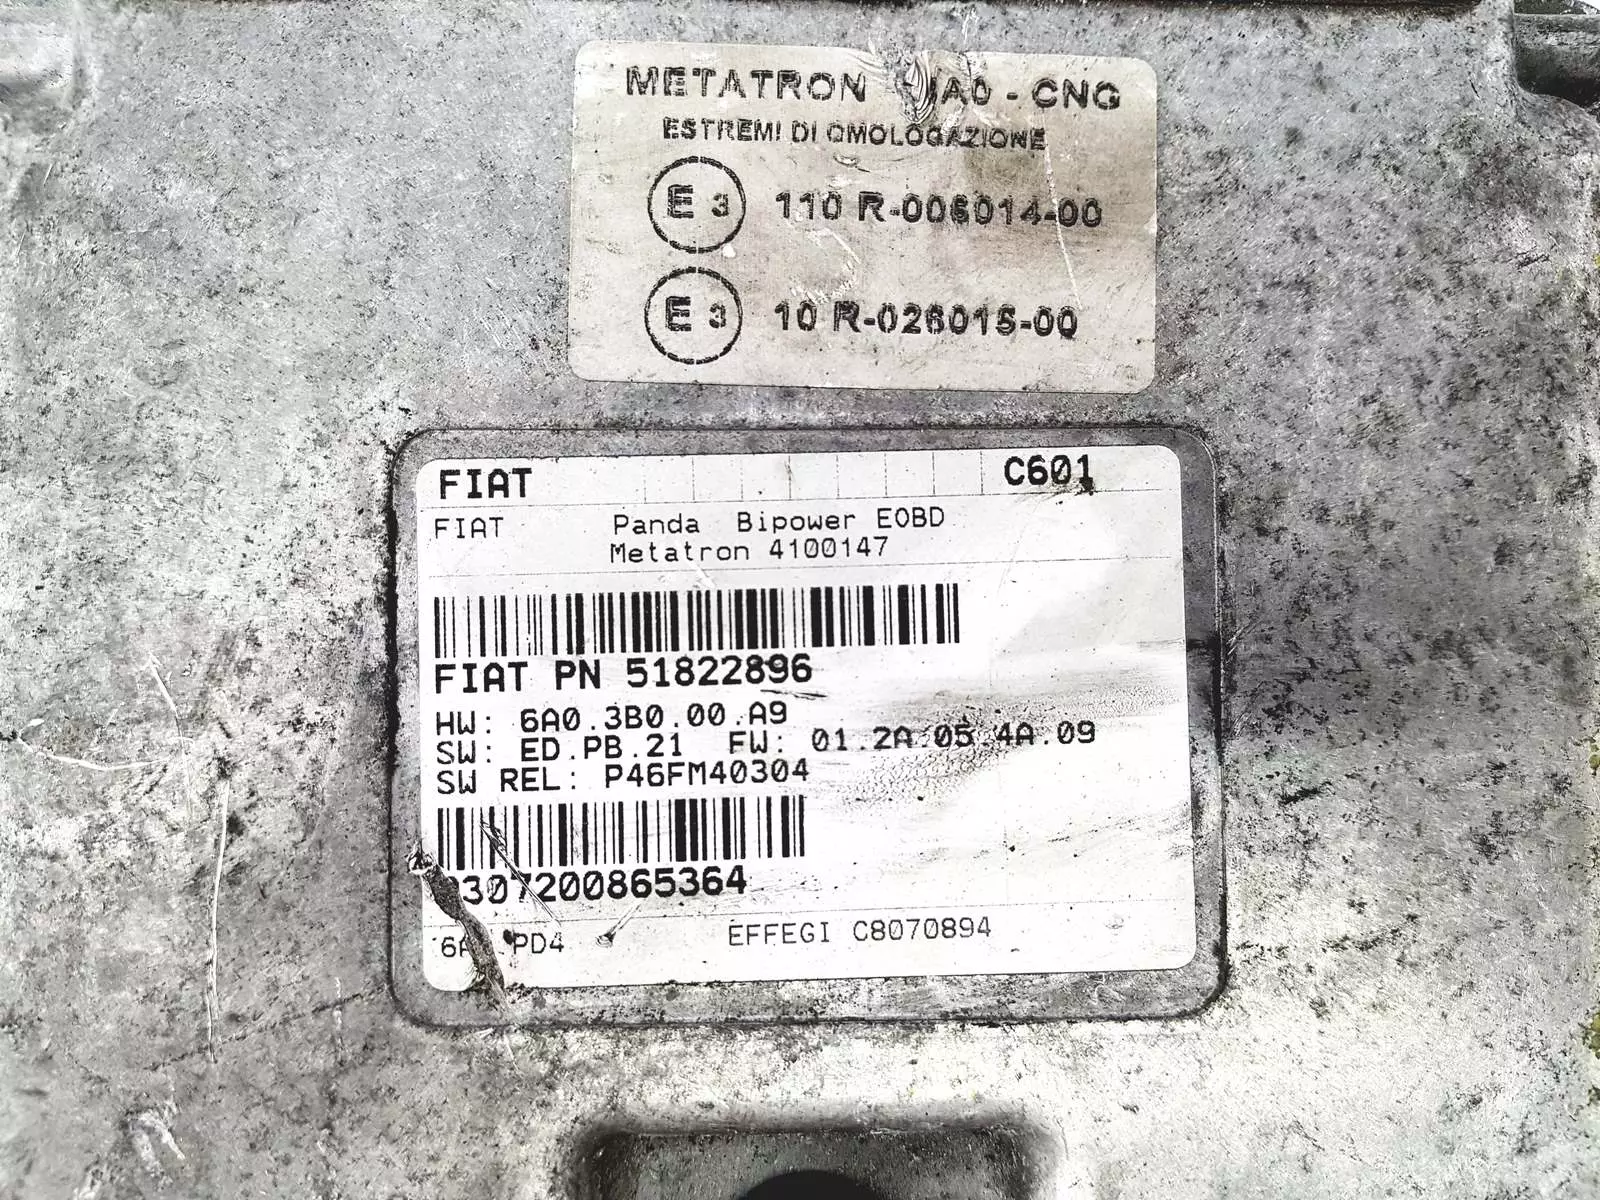 METATRON A0 - CNG
ESTREMI DI OMOLOGAZIONE
E 3 110 R-006014-00
E 3 10 R-026015-00
FIAT C601
FIAT Panda Bipower EOBD
Metatron 4100147
FIAT PN 51822896
HW: 6A0.3B0.00.A9
SW: ED.PB.21 FW: 01.2A.05.4A.09
SW REL: P46FM40304
307200865364
PD4 EFFEGI C8070894